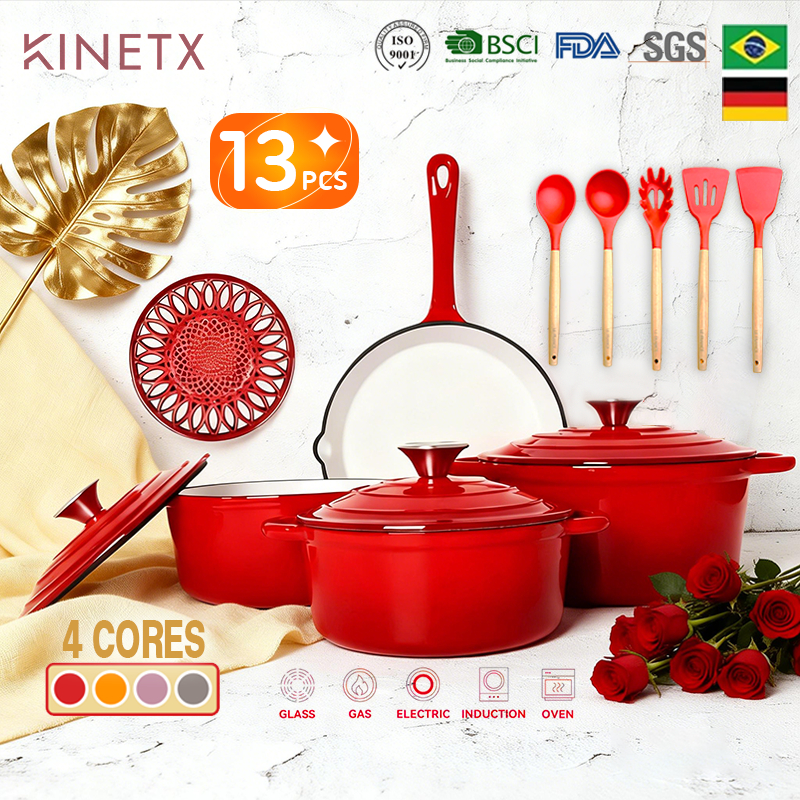 KINETX
ISO
9001
BSCI
Business Social Compliance Initiative
FDA
SGS
13 PCS
4 CORES
GLASS GAS ELECTRIC INDUCTION OVEN